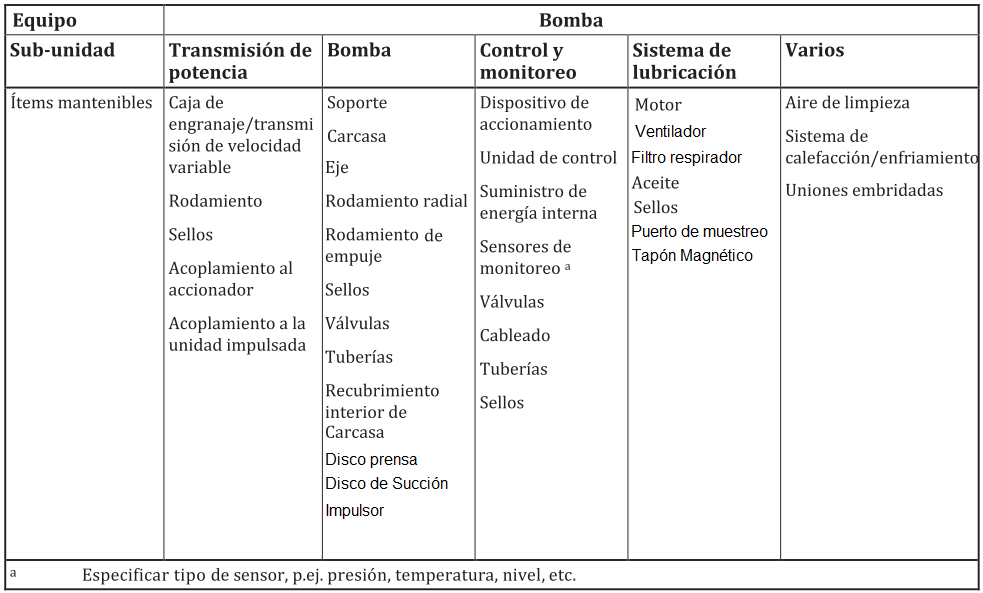 Equipo
Bomba
Sub-unidad
Transmisión de
potencia
Bomba
Control y
monitoreo
Sistema de
lubricación
Varios
Ítems mantenibles
Caja de
engranaje/transmi
sión de velocidad
variable
Rodamiento
Sellos
Acoplamiento al
accionador
Acoplamiento a la
unidad impulsada
Soporte
Carcasa
Eje
Rodamiento radial
Rodamiento de
empuje
Sellos
Válvulas
Tuberías
Recubrimiento
interior de
Carcasa
Disco prensa
Disco de Succión
Impulsor
Dispositivo de
accionamiento
Unidad de control
Suministro de
energía interna
Sensores de
monitoreo a
Válvulas
Cableado
Tuberías
Sellos
Motor
Ventilador
Filtro respirador
Aceite
Sellos
Puerto de muestreo
Tapón Magnético
Aire de limpieza
Sistema de
calefacción/enfriamiento
Uniones embridadas
a Especificar tipo de sensor, p.ej. presión, temperatura, nivel, etc.